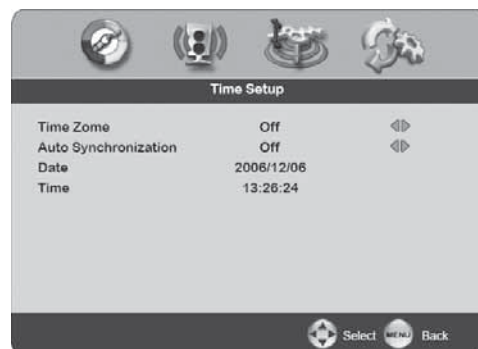 Time Setup
Time Zome Off
Auto Synchronization Off
Date 2006/12/06
Time 13:26:24
Select MENU Back